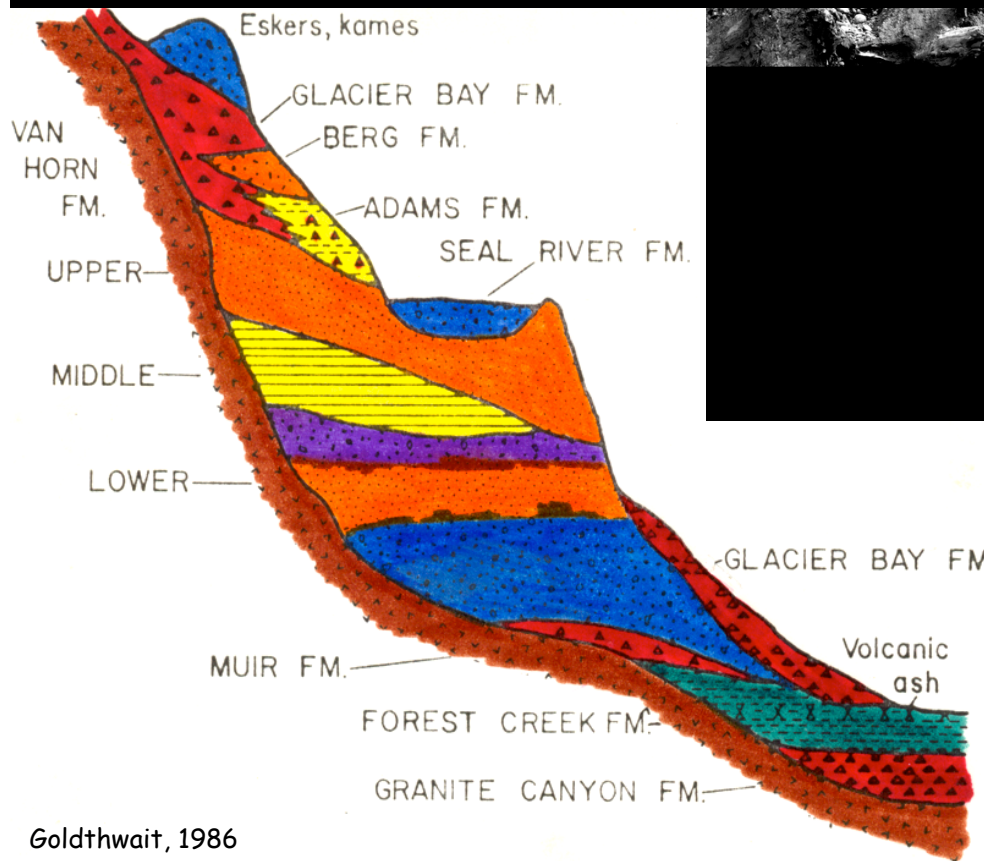 Eskers, kames
GLACIER BAY FM.
BERG FM.
VAN
HORN
FM.
ADAMS FM.
SEAL RIVER FM.
UPPER
MIDDLE
LOWER
GLACIER BAY FM
Volcanic
ash
MUIR FM.
FOREST CREEK FM.
GRANITE CANYON FM.
Goldthwait, 1986